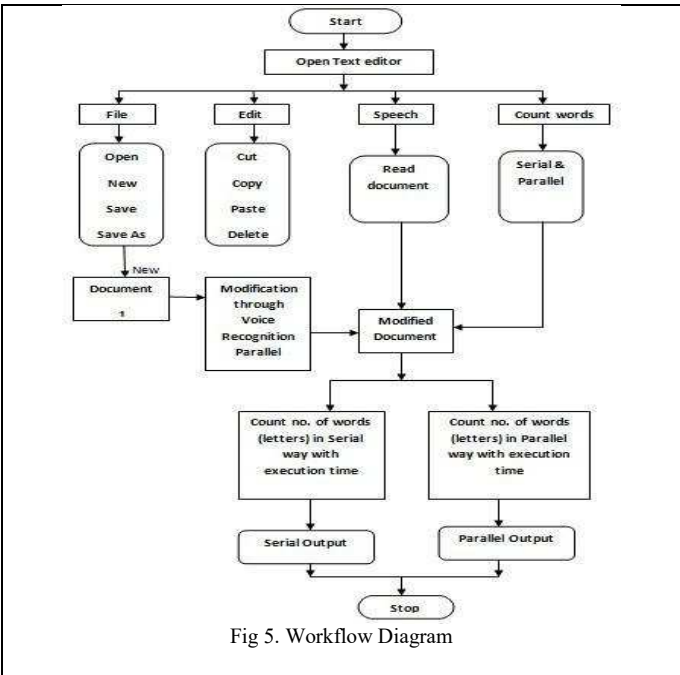 Start
Open Text editor
File
Edit
Speech
Count words
Open
New
Save
Save As
Cut
Copy
Paste
Delete
Read
document
Serial &
Parallel
New
Document
1
Modification
through
Voice
Recognition
Parallel
Modified
Document
Count no. of words
(letters) in Serial
way with
execution time
Count no. of words
(letters) in Parallel
way with execution
time
Serial Output
Parallel Output
Stop
Fig 5. Workflow Diagram